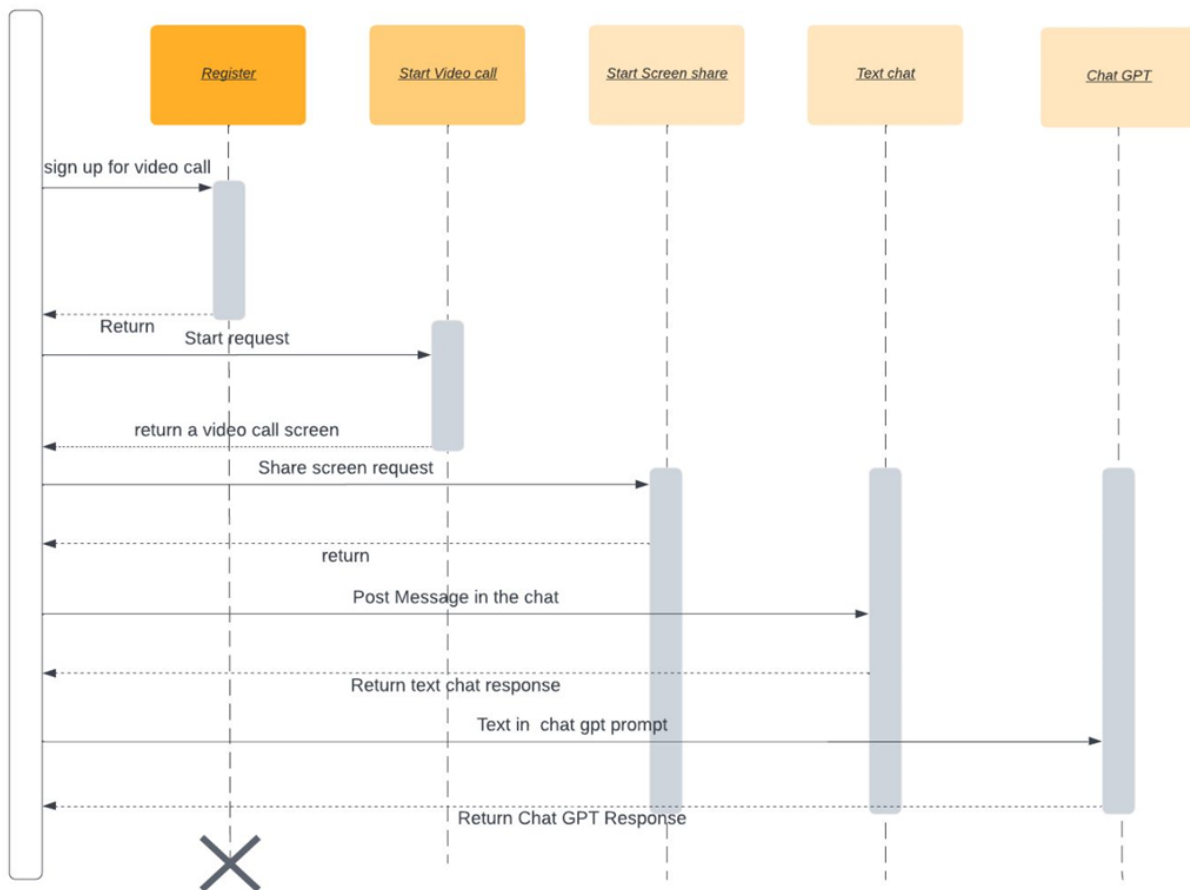 Register
Start Video call
Start Screen share
Text chat
Chat GPT
sign up for video call
Return
Start request
return a video call screen
Share screen request
return
Post Message in the chat
Return text chat response
Text in  chat gpt prompt
Return Chat GPT Response